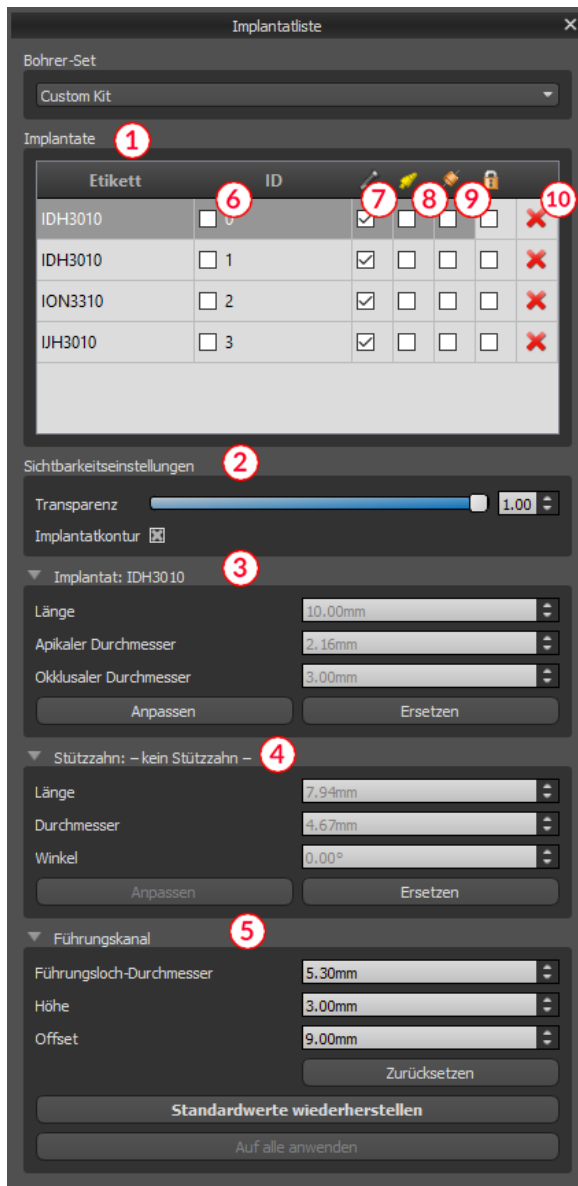 Implantatliste
Bohrer-Set
Custom Kit
Implantate 1
Etikett ID
6 7 8 9 10
IDH3010 0
IDH3010 1
ION3310 2
IJH3010 3
Sichtbarkeitseinstellungen 2
Transparenz 1.00
Implantatkontur
Implantat: IDH3010 3
Länge 10.00mm
Apikaler Durchmesser 2.16mm
Okklusaler Durchmesser 3.00mm
Anpassen Ersetzen
Stützzahn: – kein Stützzahn – 4
Länge 7.94mm
Durchmesser 4.67mm
Winkel 0.00°
Anpassen Ersetzen
Führungskanal 5
Führungsloch-Durchmesser 5.30mm
Höhe 3.00mm
Offset 9.00mm
Zurücksetzen
Standardwerte wiederherstellen
Auf alle anwenden